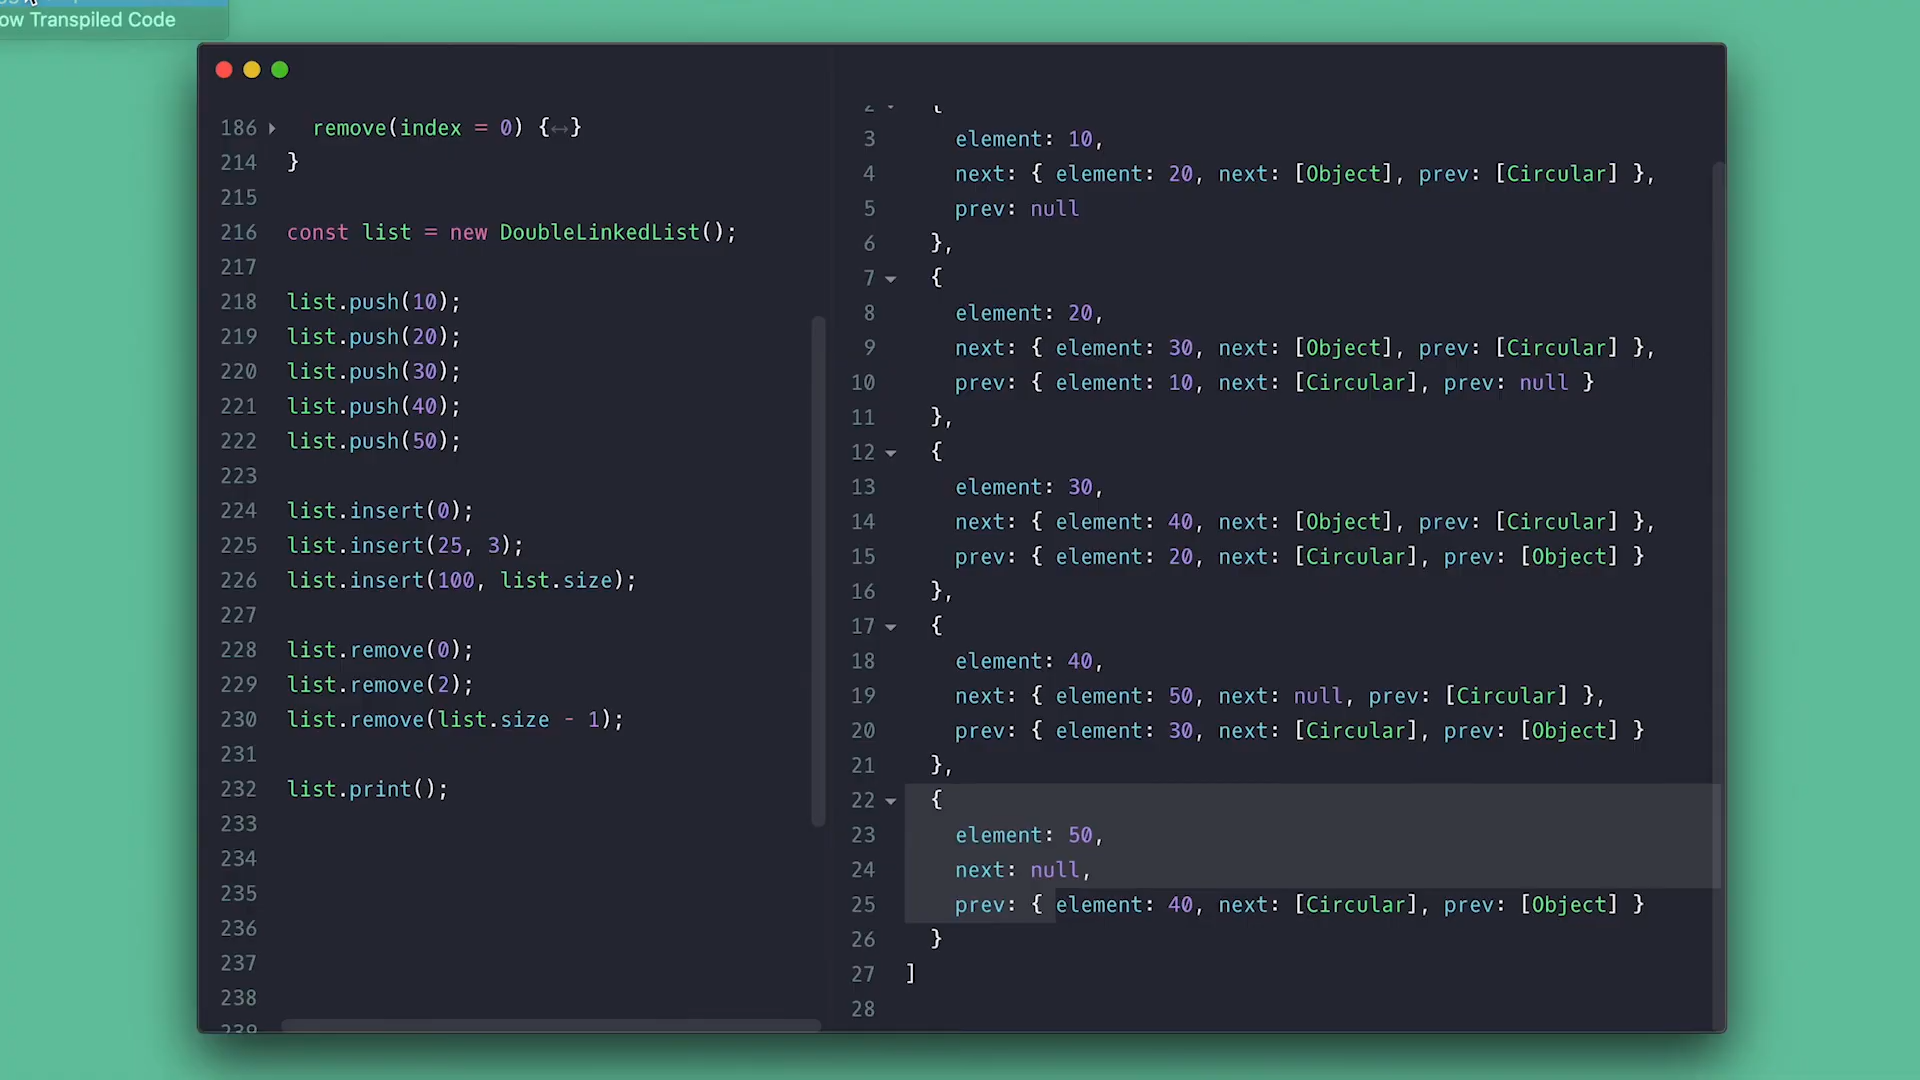 ow Transpiled Code
186 remove(index = 0) {↔}
214 }
215
216 const list = new DoubleLinkedList();
217
218 list.push(10);
219 list.push(20);
220 list.push(30);
221 list.push(40);
222 list.push(50);
223
224 list.insert(0);
225 list.insert(25, 3);
226 list.insert(100, list.size);
227
228 list.remove(0);
229 list.remove(2);
230 list.remove(list.size - 1);
231
232 list.print();
233
234
235
236
237
238
239
2 {
3 element: 10,
4 next: { element: 20, next: [Object], prev: [Circular] },
5 prev: null
6 },
7 {
8 element: 20,
9 next: { element: 30, next: [Object], prev: [Circular] },
10 prev: { element: 10, next: [Circular], prev: null }
11 },
12 {
13 element: 30,
14 next: { element: 40, next: [Object], prev: [Circular] },
15 prev: { element: 20, next: [Circular], prev: [Object] }
16 },
17 {
18 element: 40,
19 next: { element: 50, next: null, prev: [Circular] },
20 prev: { element: 30, next: [Circular], prev: [Object] }
21 },
22 {
23 element: 50,
24 next: null,
25 prev: { element: 40, next: [Circular], prev: [Object] }
26 }
27 ]
28